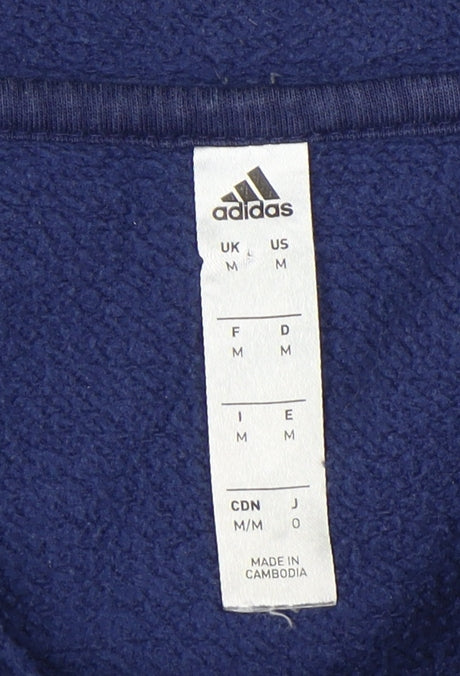 adidas
UK US
M M
F D
M M
I E
M M
CDN J
M/M O
MADE IN
CAMBODIA